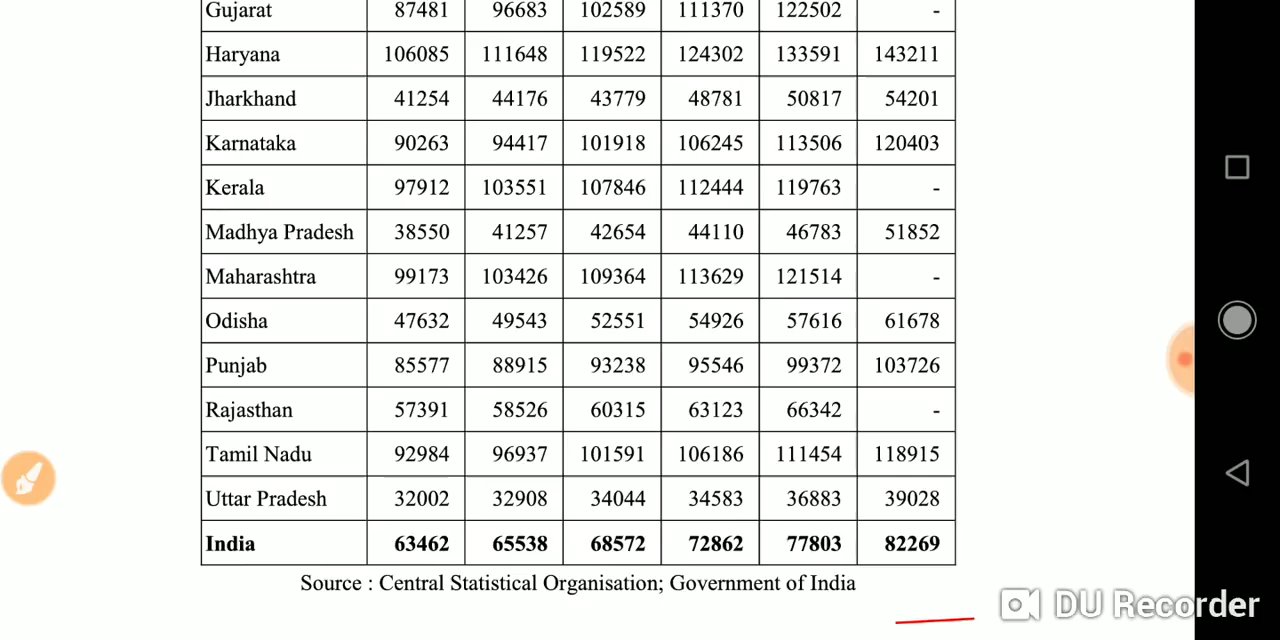 Gujarat 87481 96683 102589 111370 122502 -
Haryana 106085 111648 119522 124302 133591 143211
Jharkhand 41254 44176 43779 48781 50817 54201
Karnataka 90263 94417 101918 106245 113506 120403
Kerala 97912 103551 107846 112444 119763 -
Madhya Pradesh 38550 41257 42654 44110 46783 51852
Maharashtra 99173 103426 109364 113629 121514 -
Odisha 47632 49543 52551 54926 57616 61678
Punjab 85577 88915 93238 95546 99372 103726
Rajasthan 57391 58526 60315 63123 66342 -
Tamil Nadu 92984 96937 101591 106186 111454 118915
Uttar Pradesh 32002 32908 34044 34583 36883 39028
India 63462 65538 68572 72862 77803 82269
Source : Central Statistical Organisation; Government of India
DU Recorder